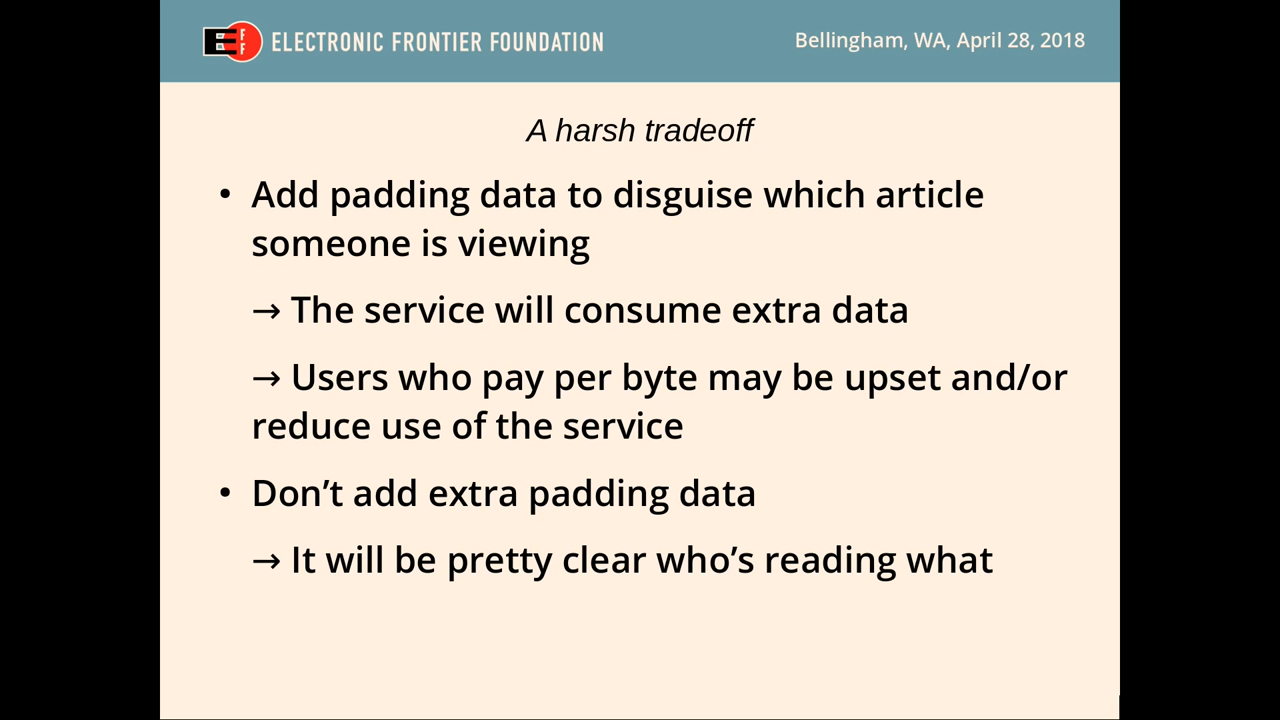 EFF ELECTRONIC FRONTIER FOUNDATION
Bellingham, WA, April 28, 2018
A harsh tradeoff
• Add padding data to disguise which article
someone is viewing
→ The service will consume extra data
→ Users who pay per byte may be upset and/or
reduce use of the service
• Don’t add extra padding data
→ It will be pretty clear who’s reading what